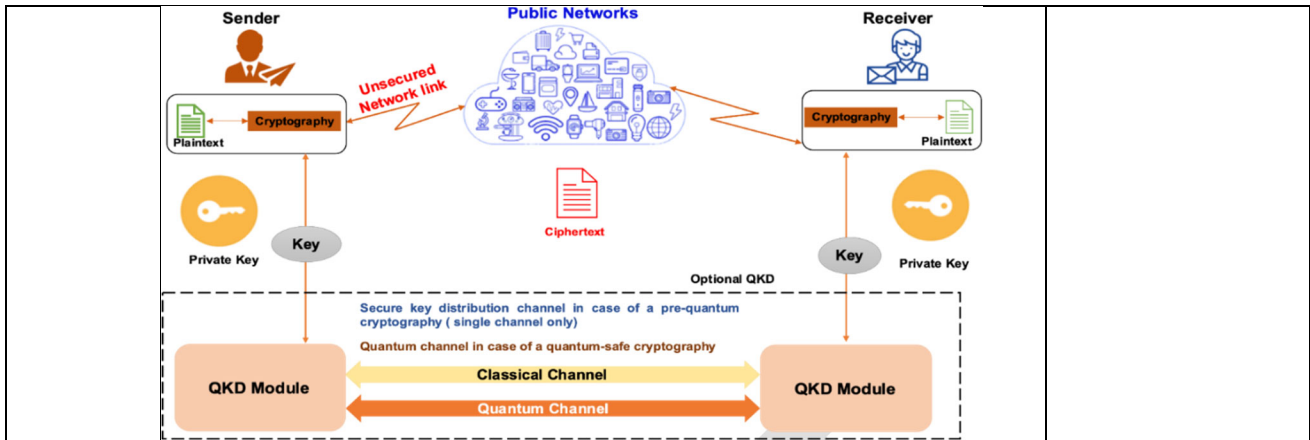 Sender
Public Networks
Receiver
Unsecured
Network link
Cryptography
Plaintext
Cryptography
Plaintext
Ciphertext
Private Key
Key
Key
Private Key
Optional QKD
Secure key distribution channel in case of a pre-quantum
cryptography ( single channel only)
Quantum channel in case of a quantum-safe cryptography
QKD Module
Classical Channel
Quantum Channel
QKD Module